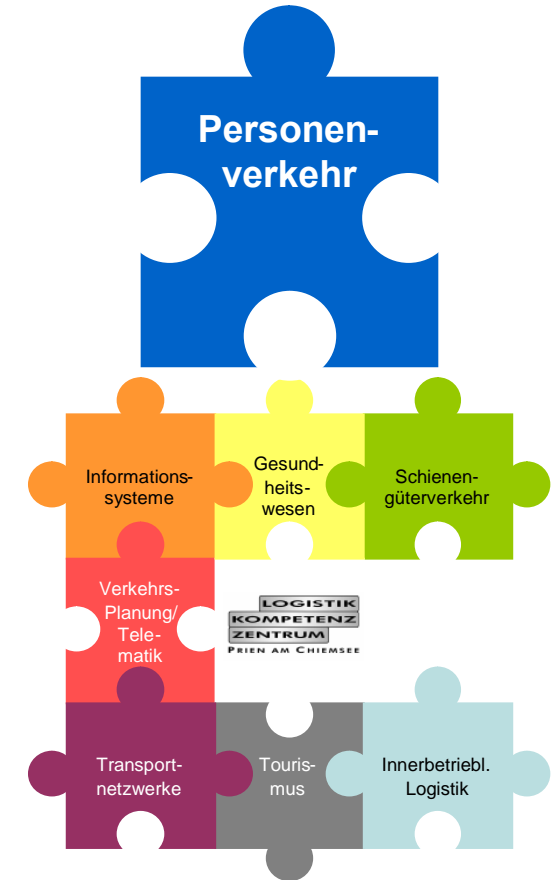 Personen-
verkehr
Informations-
systeme
Gesund-
heits-
wesen
Schienen-
güterverkehr
Verkehrs-
Planung/
Tele-
matik
LOGISTIK
KOMPETENZ
ZENTRUM
PRIEN AM CHIEMSEE
Transport-
netzwerke
Touris-
mus
Innerbetriebl.
Logistik